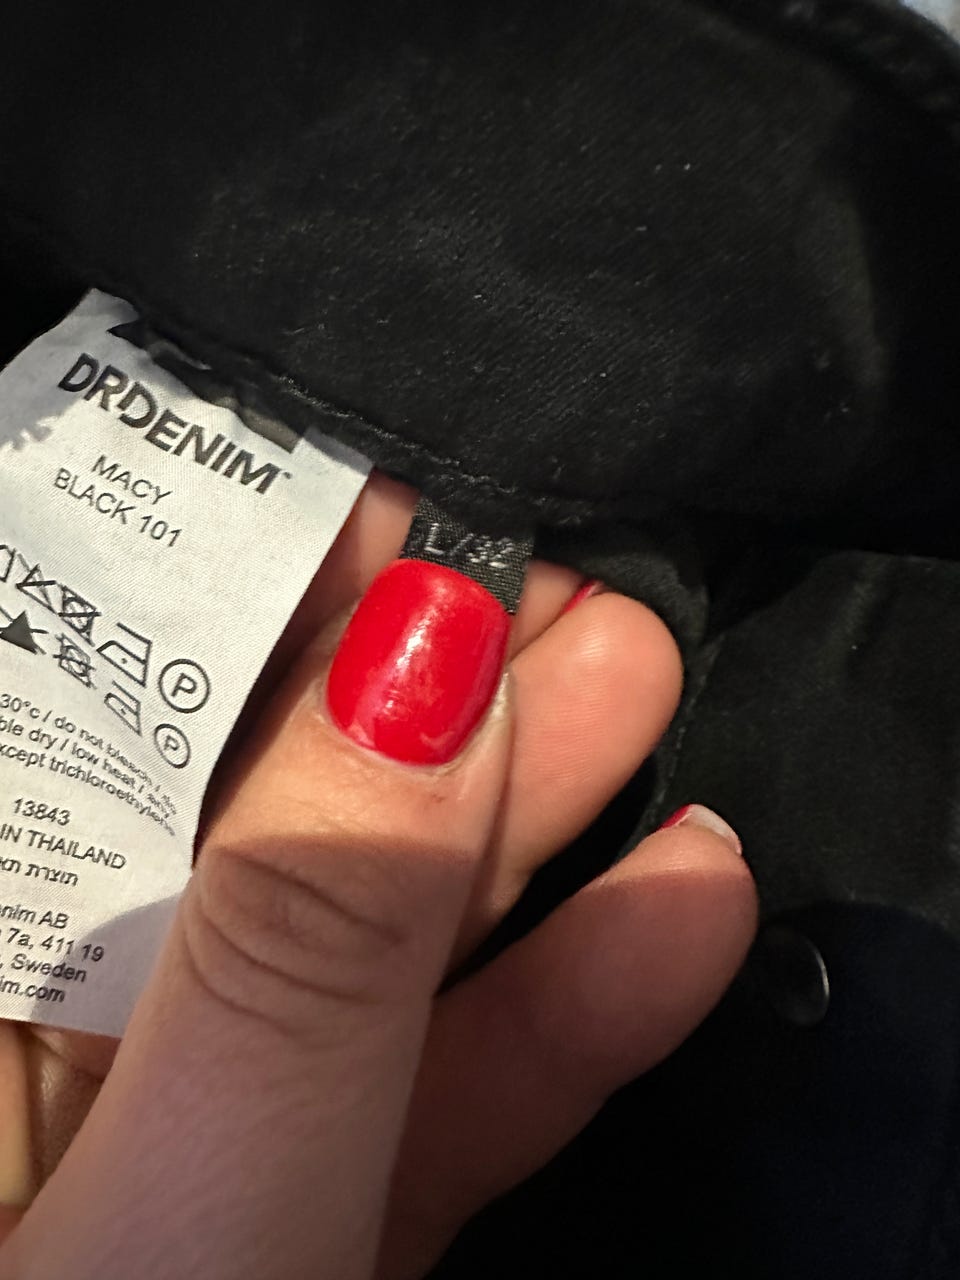 DRDENIM
MACY
BLACK 101
L/32
P
P
30°c / do not bleach /
ble dry / low heat /
xcept trichloroethylene
13843
IN THAILAND
תוצרת
nim AB
7a, 411 19
, Sweden
im.com